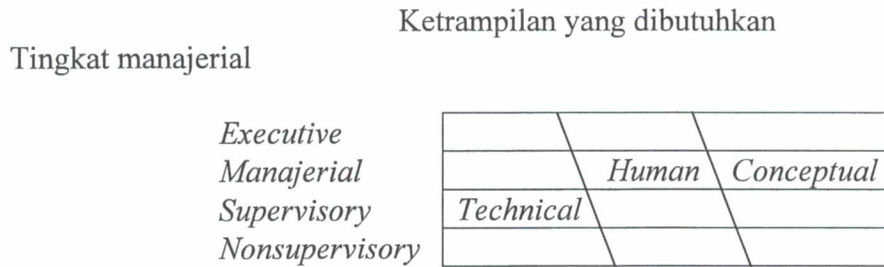 Ketrampilan yang dibutuhkan
Tingkat manajerial
Executive
Manajerial Human Conceptual
Supervisory Technical
Nonsupervisory